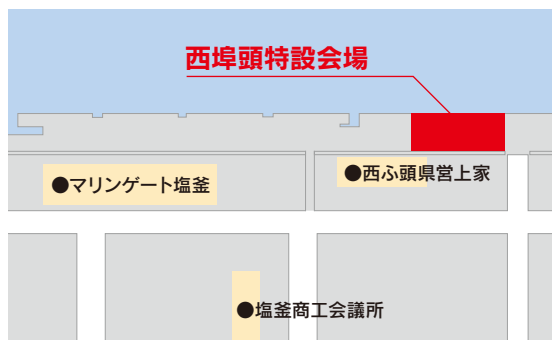 西埠頭特設会場
●マリンゲート塩釜
●西ふ頭県営上家
●塩釜商工会議所